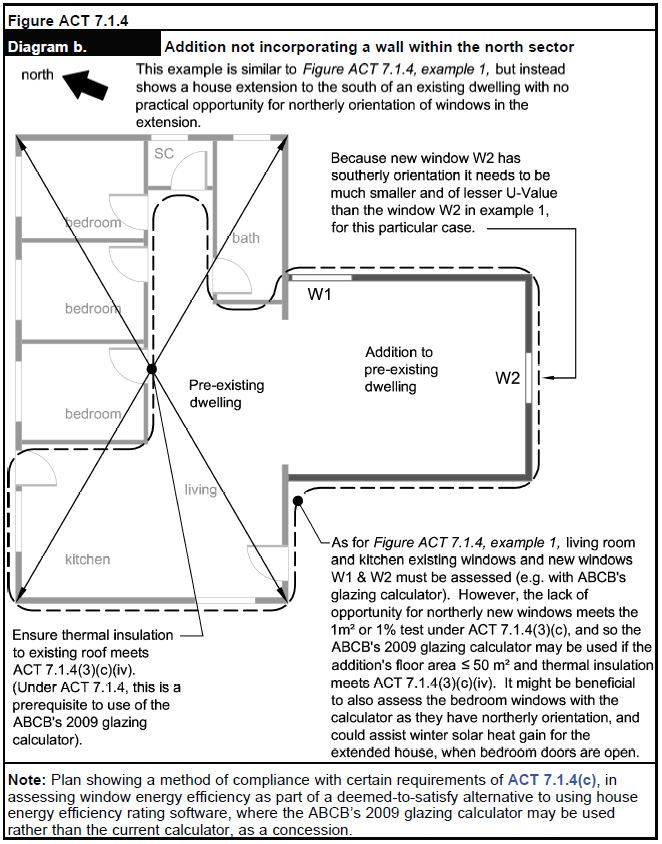 Figure ACT 7.1.4
Diagram b.
Addition not incorporating a wall within the north sector
north
This example is similar to Figure ACT 7.1.4, example 1, but instead
shows a house extension to the south of an existing dwelling with no
practical opportunity for northerly orientation of windows in the
extension.
SC
bedroom
bath
Because new window W2 has
southerly orientation it needs to be
much smaller and of lesser U-Value
than the window W2 in example 1,
for this particular case.
W1
bedroom
Addition to
pre-existing
dwelling
W2
Pre-existing
dwelling
bedroom
living
kitchen
As for Figure ACT 7.1.4, example 1, living room
and kitchen existing windows and new windows
W1 & W2 must be assessed (e.g. with ABCB's
glazing calculator). However, the lack of
opportunity for northerly new windows meets the
1m² or 1% test under ACT 7.1.4(3)(c), and so the
ABCB's 2009 glazing calculator may be used if the
addition's floor area ≤ 50 m² and thermal insulation
meets ACT 7.1.4(3)(c)(iv). It might be beneficial
to also assess the bedroom windows with the
calculator as they have northerly orientation, and
could assist winter solar heat gain for the
extended house, when bedroom doors are open.
Ensure thermal insulation
to existing roof meets
ACT 7.1.4(3)(c)(iv).
(Under ACT 7.1.4, this is a
prerequisite to use of the
ABCB's 2009 glazing
calculator).
Note: Plan showing a method of compliance with certain requirements of ACT 7.1.4(c), in
assessing window energy efficiency as part of a deemed-to-satisfy alternative to using house
energy efficiency rating software, where the ABCB's 2009 glazing calculator may be used
rather than the current calculator, as a concession.